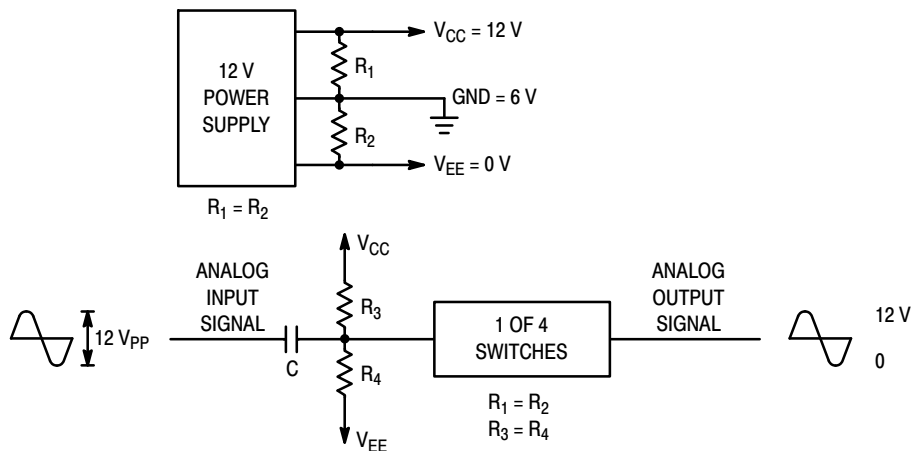 12 V
POWER
SUPPLY
V_CC = 12 V
R_1
GND = 6 V
R_2
V_EE = 0 V
R_1 = R_2
12 V_PP
ANALOG
INPUT
SIGNAL
C
V_CC
R_3
R_4
V_EE
1 OF 4
SWITCHES
R_1 = R_2
R_3 = R_4
ANALOG
OUTPUT
SIGNAL
12 V
0